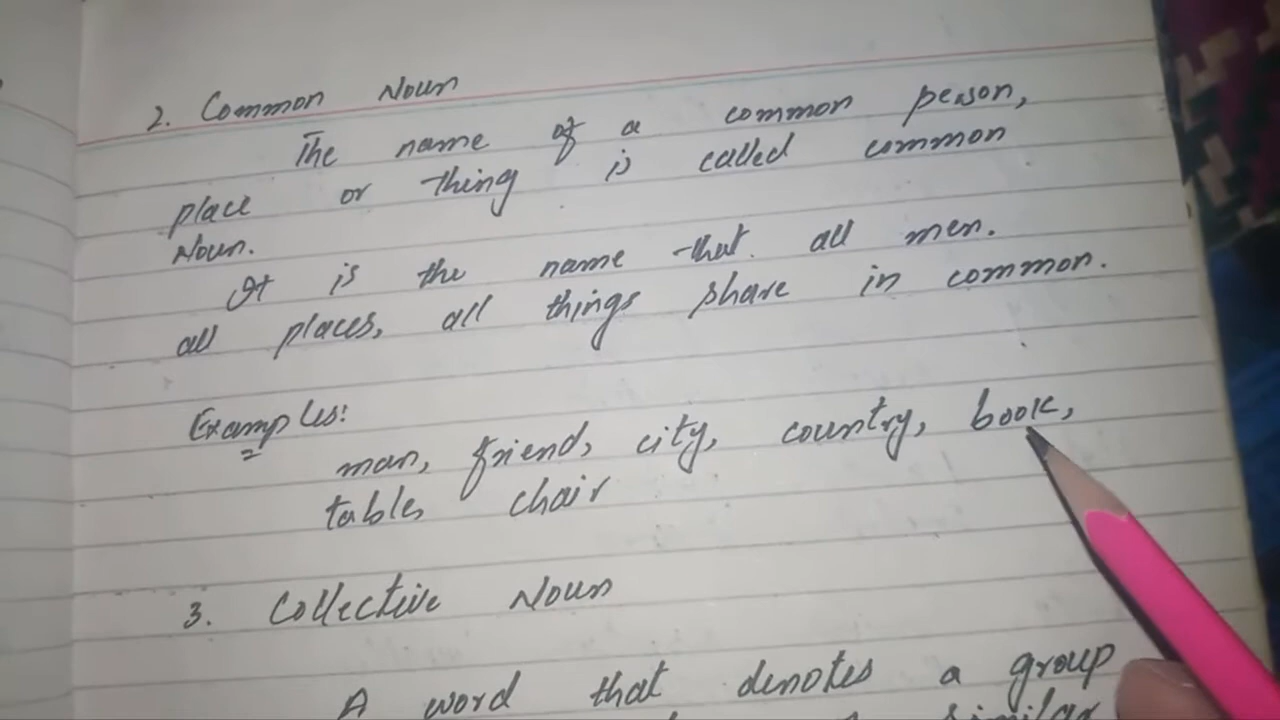 2. Common Noun
The name of a common person,
place or thing is called common
Noun.
It is the name that all men.
all places, all things share in common.
Examples:
man, friend, city, country, book,
table, chair
3. Collective Noun
A word that denotes a group
similar